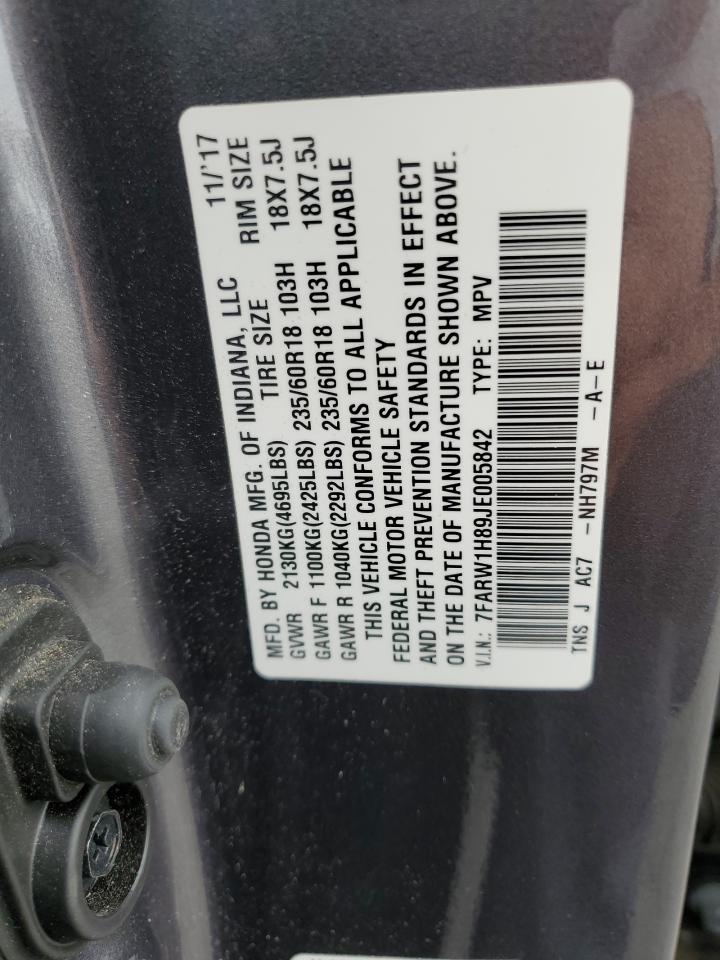 MFD. BY HONDA MFG. OF INDIANA, LLC 11/'17
GVWR 2130KG(4695LBS) TIRE SIZE RIM SIZE
GAWR F 1100KG(2425LBS) 235/60R18 103H 18X7.5J
GAWR R 1040KG(2292LBS) 235/60R18 103H 18X7.5J
THIS VEHICLE CONFORMS TO ALL APPLICABLE
FEDERAL MOTOR VEHICLE SAFETY
AND THEFT PREVENTION STANDARDS IN EFFECT
ON THE DATE OF MANUFACTURE SHOWN ABOVE.
V.I.N.: 7FARW1H89JE005842 TYPE: MPV
TNS J AC7 -NH797M -A-E